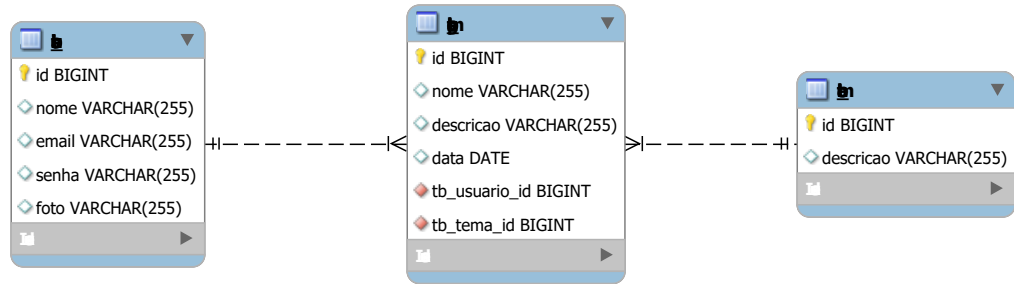 id BIGINT
nome VARCHAR(255)
email VARCHAR(255)
senha VARCHAR(255)
foto VARCHAR(255)
id BIGINT
nome VARCHAR(255)
descricao VARCHAR(255)
data DATE
tb_usuario_id BIGINT
tb_tema_id BIGINT
id BIGINT
descricao VARCHAR(255)